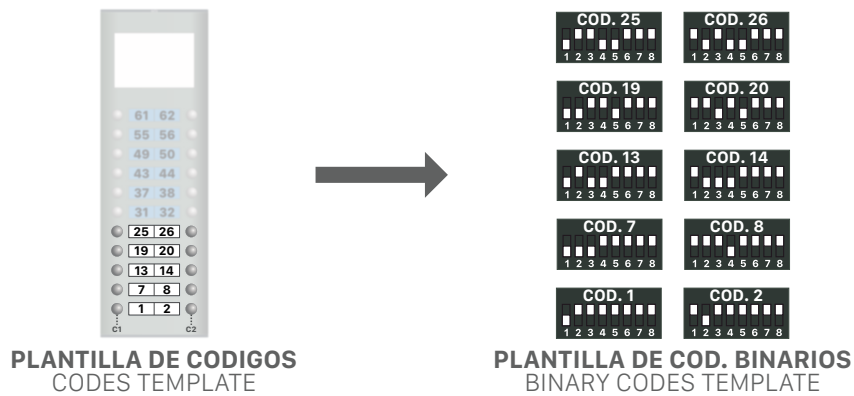 61 62
55 56
49 50
43 44
37 38
31 32
25 26
19 20
13 14
7 8
1 2
C1 C2
PLANTILLA DE CODIGOS
CODES TEMPLATE
COD. 25 COD. 26
1 2 3 4 5 6 7 8 1 2 3 4 5 6 7 8
COD. 19 COD. 20
1 2 3 4 5 6 7 8 1 2 3 4 5 6 7 8
COD. 13 COD. 14
1 2 3 4 5 6 7 8 1 2 3 4 5 6 7 8
COD. 7 COD. 8
1 2 3 4 5 6 7 8 1 2 3 4 5 6 7 8
COD. 1 COD. 2
1 2 3 4 5 6 7 8 1 2 3 4 5 6 7 8
PLANTILLA DE COD. BINARIOS
BINARY CODES TEMPLATE